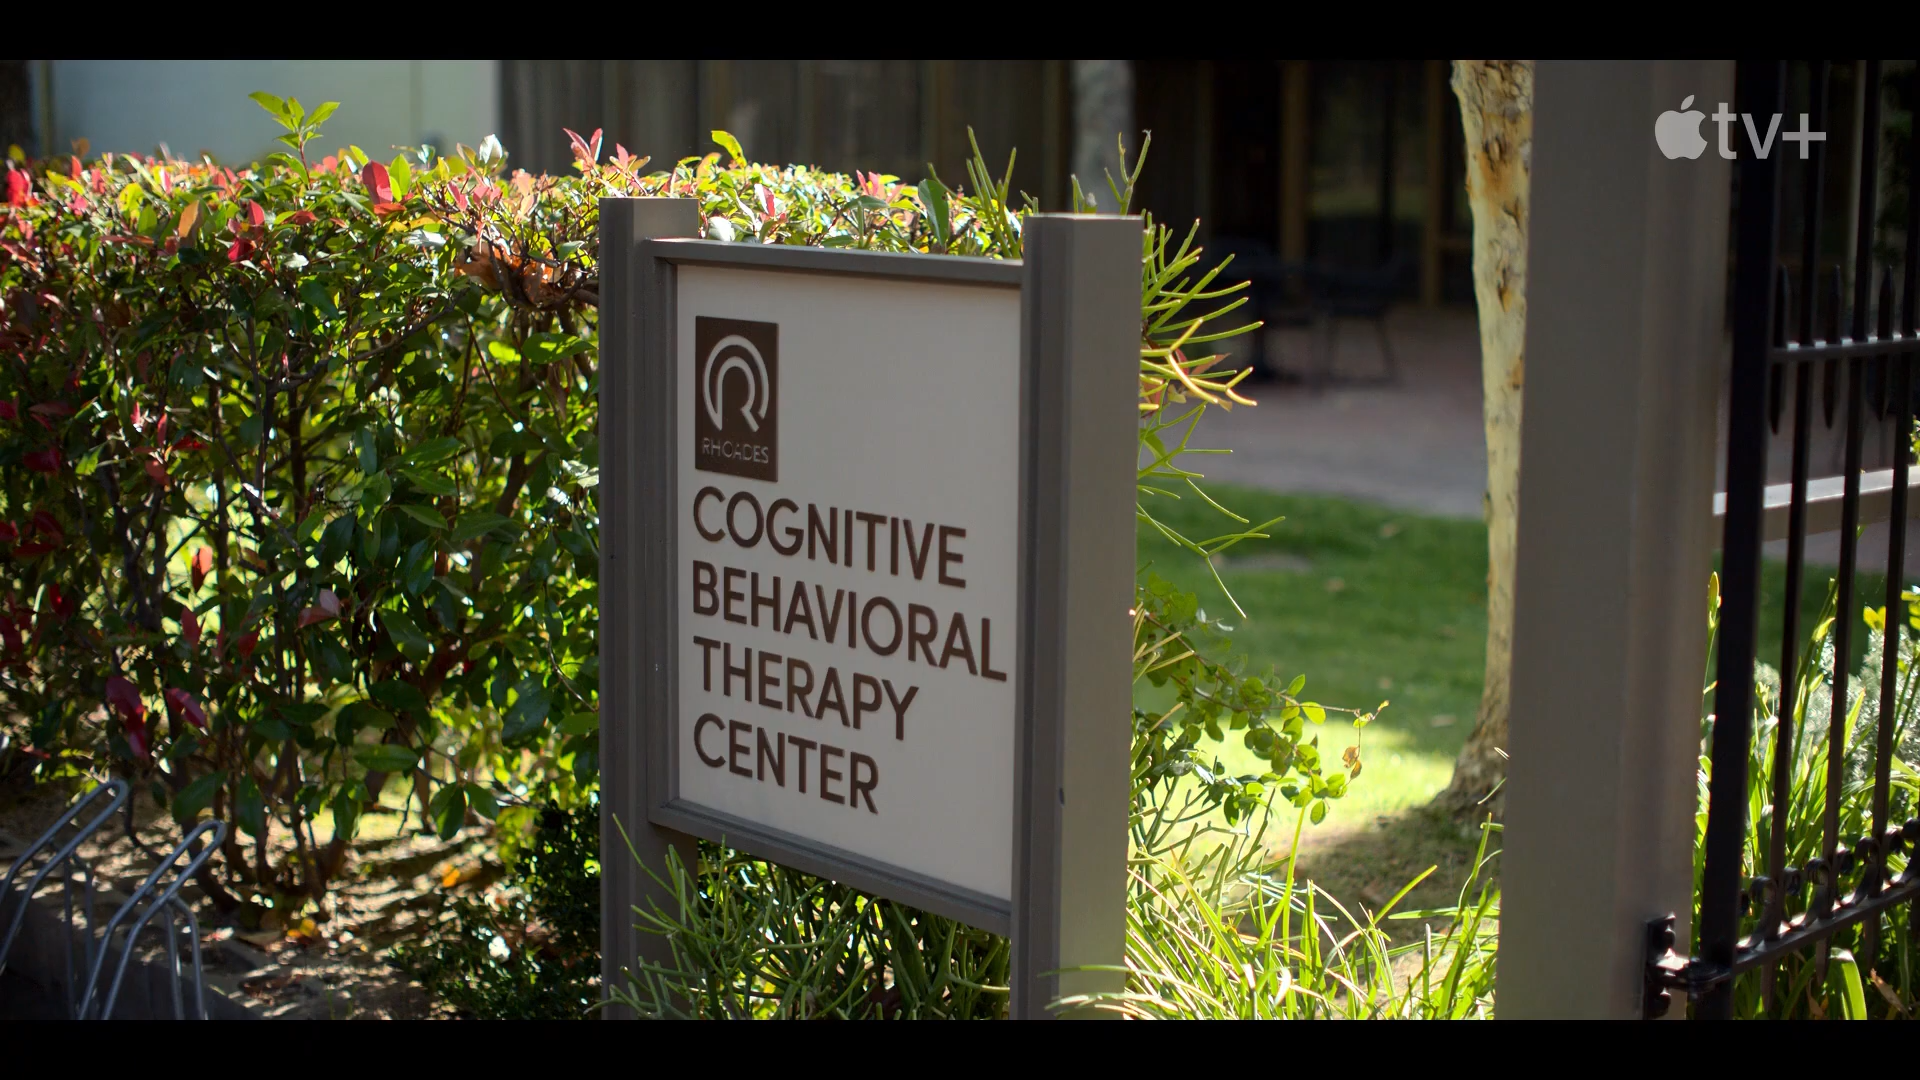 tv+
RHOADES
COGNITIVE
BEHAVIORAL
THERAPY
CENTER